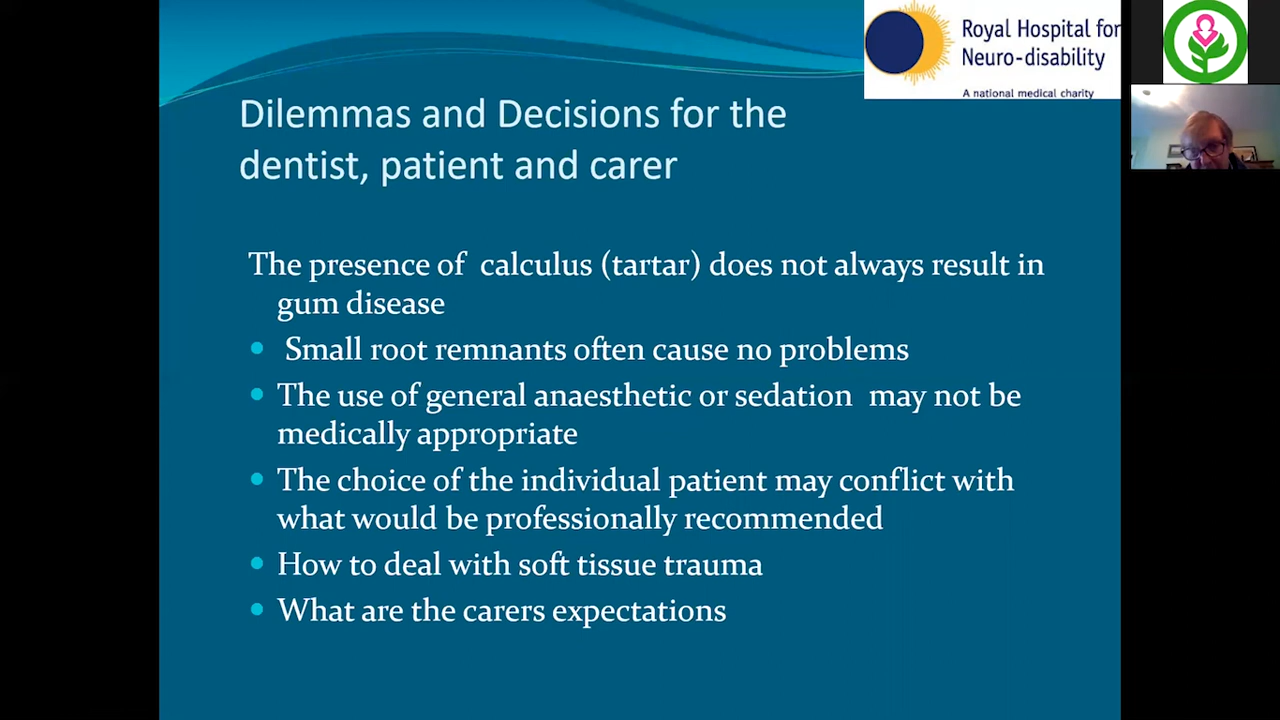 Royal Hospital for
Neuro-disability
A national medical charity
Dilemmas and Decisions for the
dentist, patient and carer
The presence of calculus (tartar) does not always result in
gum disease
• Small root remnants often cause no problems
• The use of general anaesthetic or sedation may not be
medically appropriate
• The choice of the individual patient may conflict with
what would be professionally recommended
• How to deal with soft tissue trauma
• What are the carers expectations